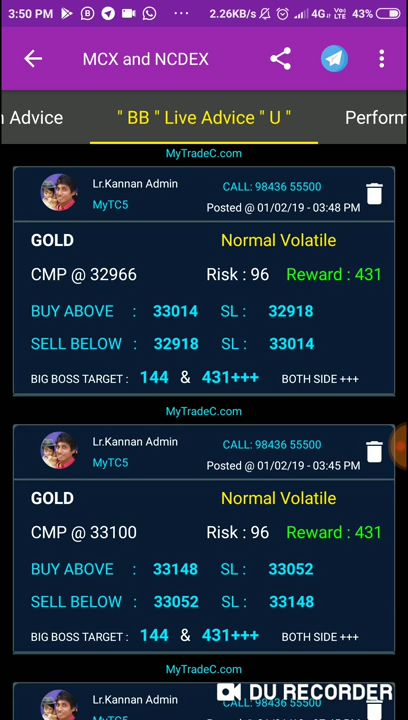 3:50 PM B ... 2.26KB/s 4G VoLTE 43%
MCX and NCDEX
n Advice " BB " Live Advice " U " Perform
MyTradeC.com
Lr.Kannan Admin CALL: 98436 55500
MyTC5 Posted @ 01/02/19 - 03:48 PM
GOLD Normal Volatile
CMP @ 32966 Risk : 96 Reward : 431
BUY ABOVE : 33014 SL : 32918
SELL BELOW : 32918 SL : 33014
BIG BOSS TARGET : 144 & 431+++ BOTH SIDE +++
MyTradeC.com
Lr.Kannan Admin CALL: 98436 55500
MyTC5 Posted @ 01/02/19 - 03:45 PM
GOLD Normal Volatile
CMP @ 33100 Risk : 96 Reward : 431
BUY ABOVE : 33148 SL : 33052
SELL BELOW : 33052 SL : 33148
BIG BOSS TARGET : 144 & 431+++ BOTH SIDE +++
MyTradeC.com
Lr.Kannan Admin CALL: 98436 55500
DU RECORDER